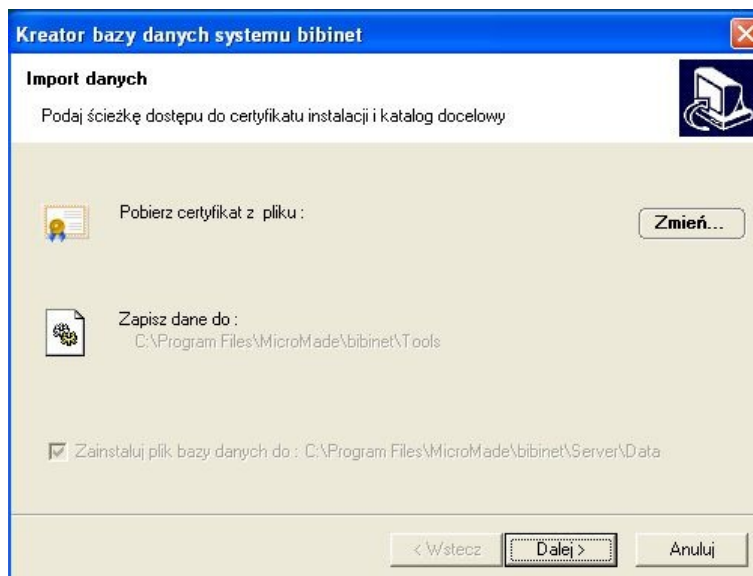 Kreator bazy danych systemu bibinet
Import danych
Podaj ścieżkę dostępu do certyfikatu instalacji i katalog docelowy
Pobierz certyfikat z pliku :
Zmień...
Zapisz dane do :
C:\Program Files\MicroMade\bibinet\Tools
Zainstaluj plik bazy danych do : C:\Program Files\MicroMade\bibinet\Server\Data
< Wstecz
Dalej >
Anuluj